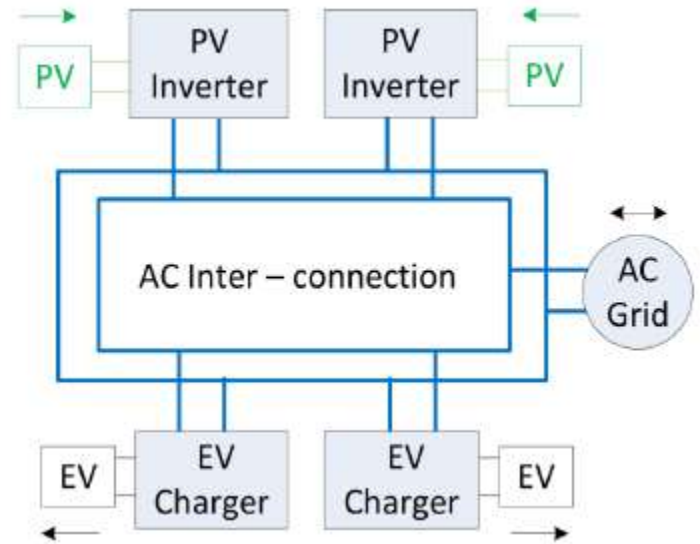 PV
PV
Inverter
PV
Inverter
PV
AC Inter – connection
AC
Grid
EV
EV
Charger
EV
Charger
EV